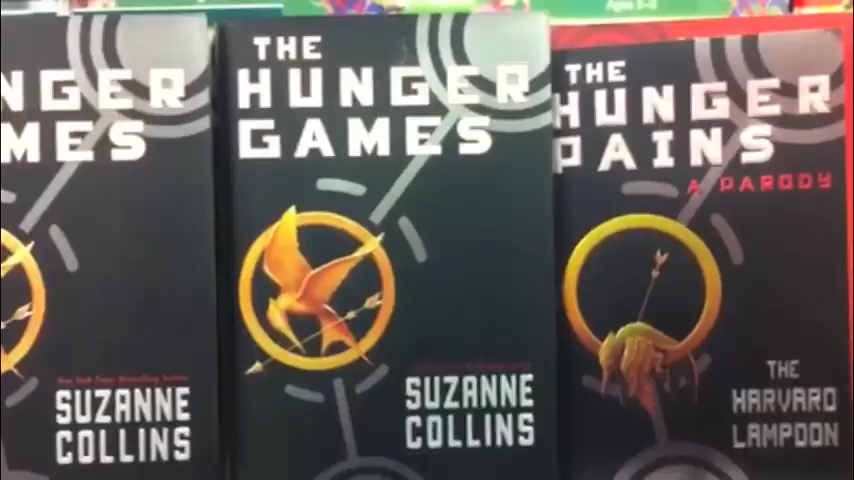 NGER
MES
New York Times Bestselling Author
SUZANNE
COLLINS
THE
HUNGER
GAMES
SUZANNE
COLLINS
THE
HUNGER
PAINS
A PARODY
THE
HARVARD
LAMPOON